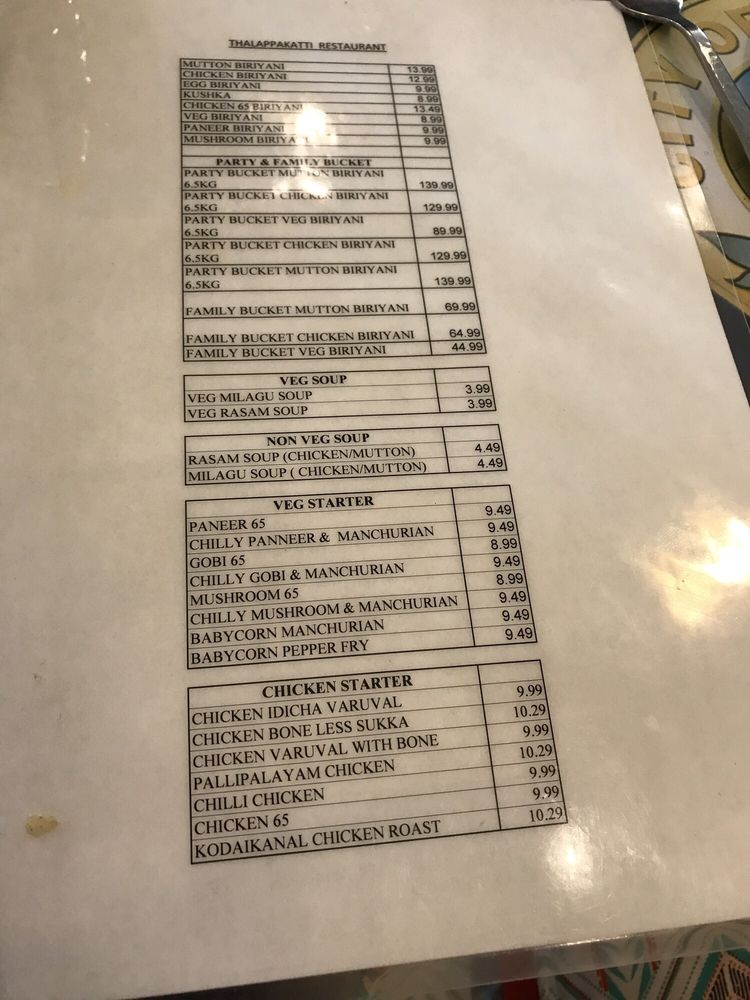 THALAPPAKATTI RESTAURANT
MUTTON BIRIYANI 13.99
CHICKEN BIRIYANI 12.99
EGG BIRIYANI 9.99
KUSHKA 8.99
CHICKEN 65 BIRIYANI 13.49
VEG BIRIYANI 8.99
PANEER BIRIYANI 9.99
MUSHROOM BIRIYANI 9.99
PARTY & FAMILY BUCKET
PARTY BUCKET MUTTON BIRIYANI
6.5KG 139.99
PARTY BUCKET CHICKEN BIRIYANI
6.5KG 129.99
PARTY BUCKET VEG BIRIYANI
6.5KG 89.99
PARTY BUCKET CHICKEN BIRIYANI
6.5KG 129.99
PARTY BUCKET MUTTON BIRIYANI
6.5KG 139.99
FAMILY BUCKET MUTTON BIRIYANI 69.99
FAMILY BUCKET CHICKEN BIRIYANI 64.99
FAMILY BUCKET VEG BIRIYANI 44.99
VEG SOUP
VEG MILAGU SOUP 3.99
VEG RASAM SOUP 3.99
NON VEG SOUP
RASAM SOUP (CHICKEN/MUTTON) 4.49
MILAGU SOUP ( CHICKEN/MUTTON) 4.49
VEG STARTER
PANEER 65 9.49
CHILLY PANNEER & MANCHURIAN 9.49
GOBI 65 8.99
CHILLY GOBI & MANCHURIAN 9.49
MUSHROOM 65 8.99
CHILLY MUSHROOM & MANCHURIAN 9.49
BABYCORN MANCHURIAN 9.49
BABYCORN PEPPER FRY 9.49
CHICKEN STARTER
CHICKEN IDICHA VARUVAL 9.99
CHICKEN BONE LESS SUKKA 10.29
CHICKEN VARUVAL WITH BONE 9.99
PALLIPALAYAM CHICKEN 10.29
CHILLI CHICKEN 9.99
CHICKEN 65 9.99
KODAIKANAL CHICKEN ROAST 10.29